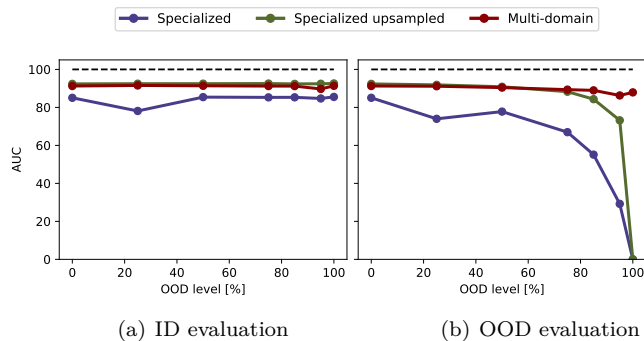 Specialized Specialized upsampled Multi-domain
100
80
60
40
20
0
AUC
0 20 40 60 80 100
OOD level [%]
0 20 40 60 80 100
OOD level [%]
(a) ID evaluation
(b) OOD evaluation